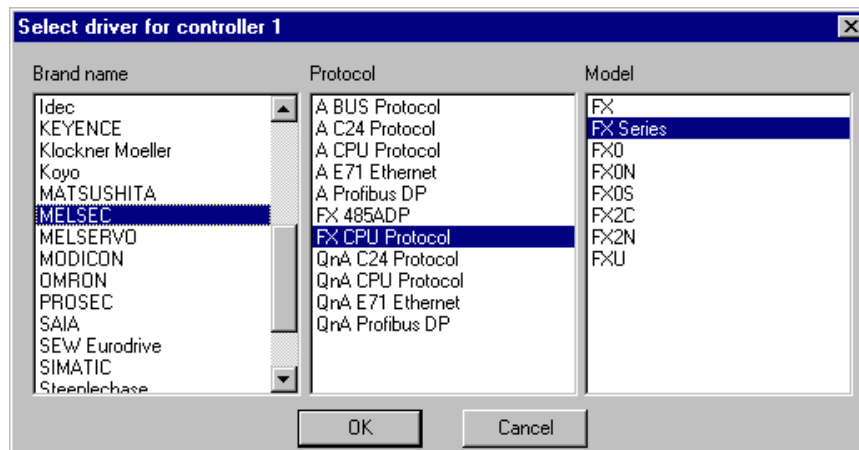 Select driver for controller 1
Brand name
Protocol
Model
Idec
KEYENCE
Klockner Moeller
Koyo
MATSUSHITA
MELSEC
MELSERVO
MODICON
OMRON
PROSEC
SAIA
SEW Eurodrive
SIMATIC
Steeplechase
A BUS Protocol
A C24 Protocol
A CPU Protocol
A E71 Ethernet
A Profibus DP
FX 485ADP
FX CPU Protocol
QnA C24 Protocol
QnA CPU Protocol
QnA E71 Ethernet
QnA Profibus DP
FX
FX Series
FX0
FX0N
FX0S
FX2C
FX2N
FXU
OK
Cancel